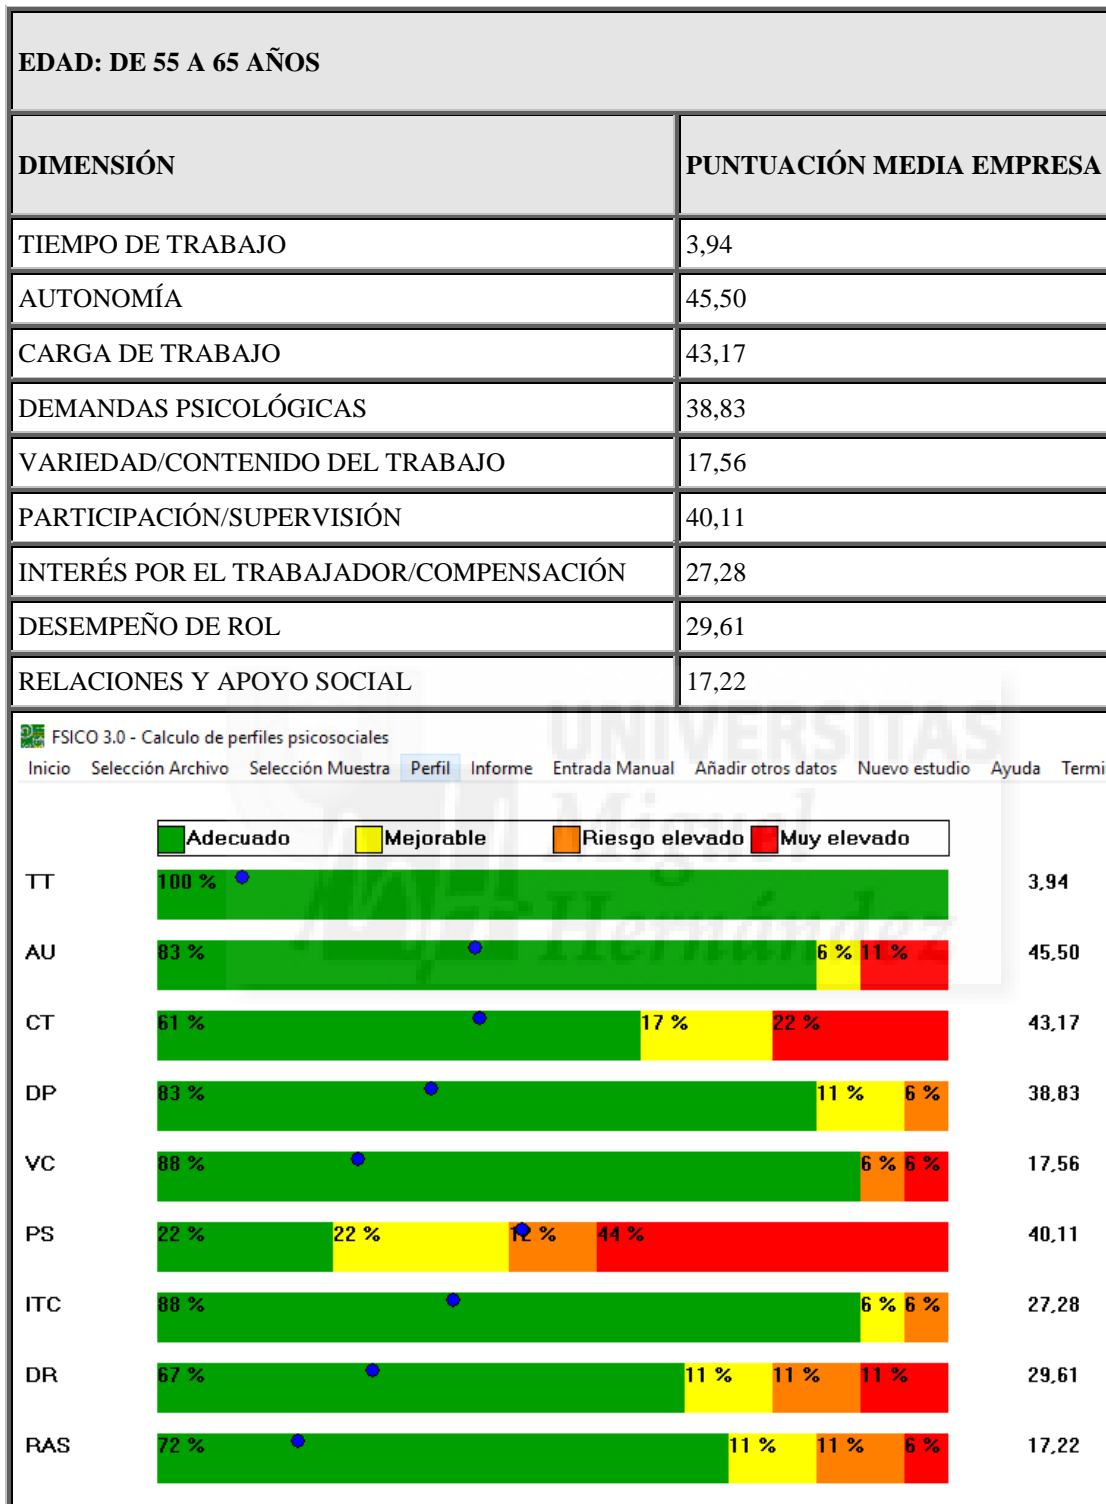 EDAD: DE 55 A 65 AÑOS
DIMENSIÓN PUNTUACIÓN MEDIA EMPRESA
TIEMPO DE TRABAJO 3,94
AUTONOMÍA 45,50
CARGA DE TRABAJO 43,17
DEMANDAS PSICOLÓGICAS 38,83
VARIEDAD/CONTENIDO DEL TRABAJO 17,56
PARTICIPACIÓN/SUPERVISIÓN 40,11
INTERÉS POR EL TRABAJADOR/COMPENSACIÓN 27,28
DESEMPEÑO DE ROL 29,61
RELACIONES Y APOYO SOCIAL 17,22
UNIVERSITAS
Miguel
Hernández
FSICO 3.0 - Calculo de perfiles psicosociales
Inicio Selección Archivo Selección Muestra Perfil Informe Entrada Manual Añadir otros datos Nuevo estudio Ayuda Termi
Adecuado Mejorable Riesgo elevado Muy elevado
TT 100 % 3,94
AU 83 % 6 % 11 % 45,50
CT 61 % 17 % 22 % 43,17
DP 83 % 11 % 6 % 38,83
VC 88 % 6 % 6 % 17,56
PS 22 % 22 % 12 % 44 % 40,11
ITC 88 % 6 % 6 % 27,28
DR 67 % 11 % 11 % 11 % 29,61
RAS 72 % 11 % 11 % 6 % 17,22